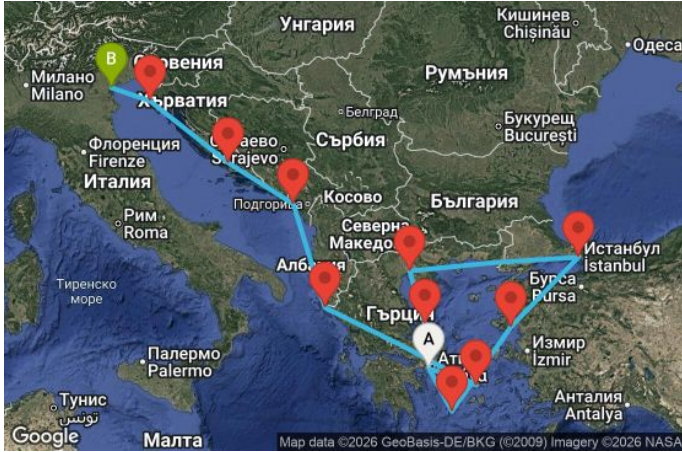 Унгария
Кишинев
Chișinău
Одеса
Словения
B
Милано
Milano
Хърватия
Румъния
Белград
Букурещ
București
Флоренция
Firenze
Сараево
Sarajevo
Сърбия
Италия
Подгорица
Косово
България
Рим
Roma
Северна
Македония
Истанбул
İstanbul
Албания
Тиренско
море
Бурса
Bursa
Гърция
A
Измир
İzmir
Палермо
Palermo
Тунис
تونس
Анталия
Antalya
Малта
Google
Map data ©2026 GeoBasis-DE/BKG (©2009) Imagery ©2026 NASA